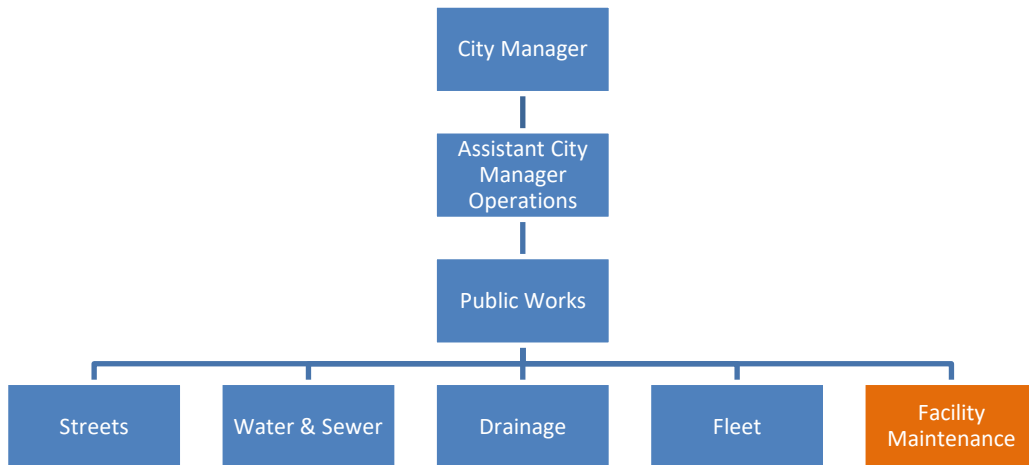 City Manager
Assistant City
Manager
Operations
Public Works
Streets
Water & Sewer
Drainage
Fleet
Facility
Maintenance